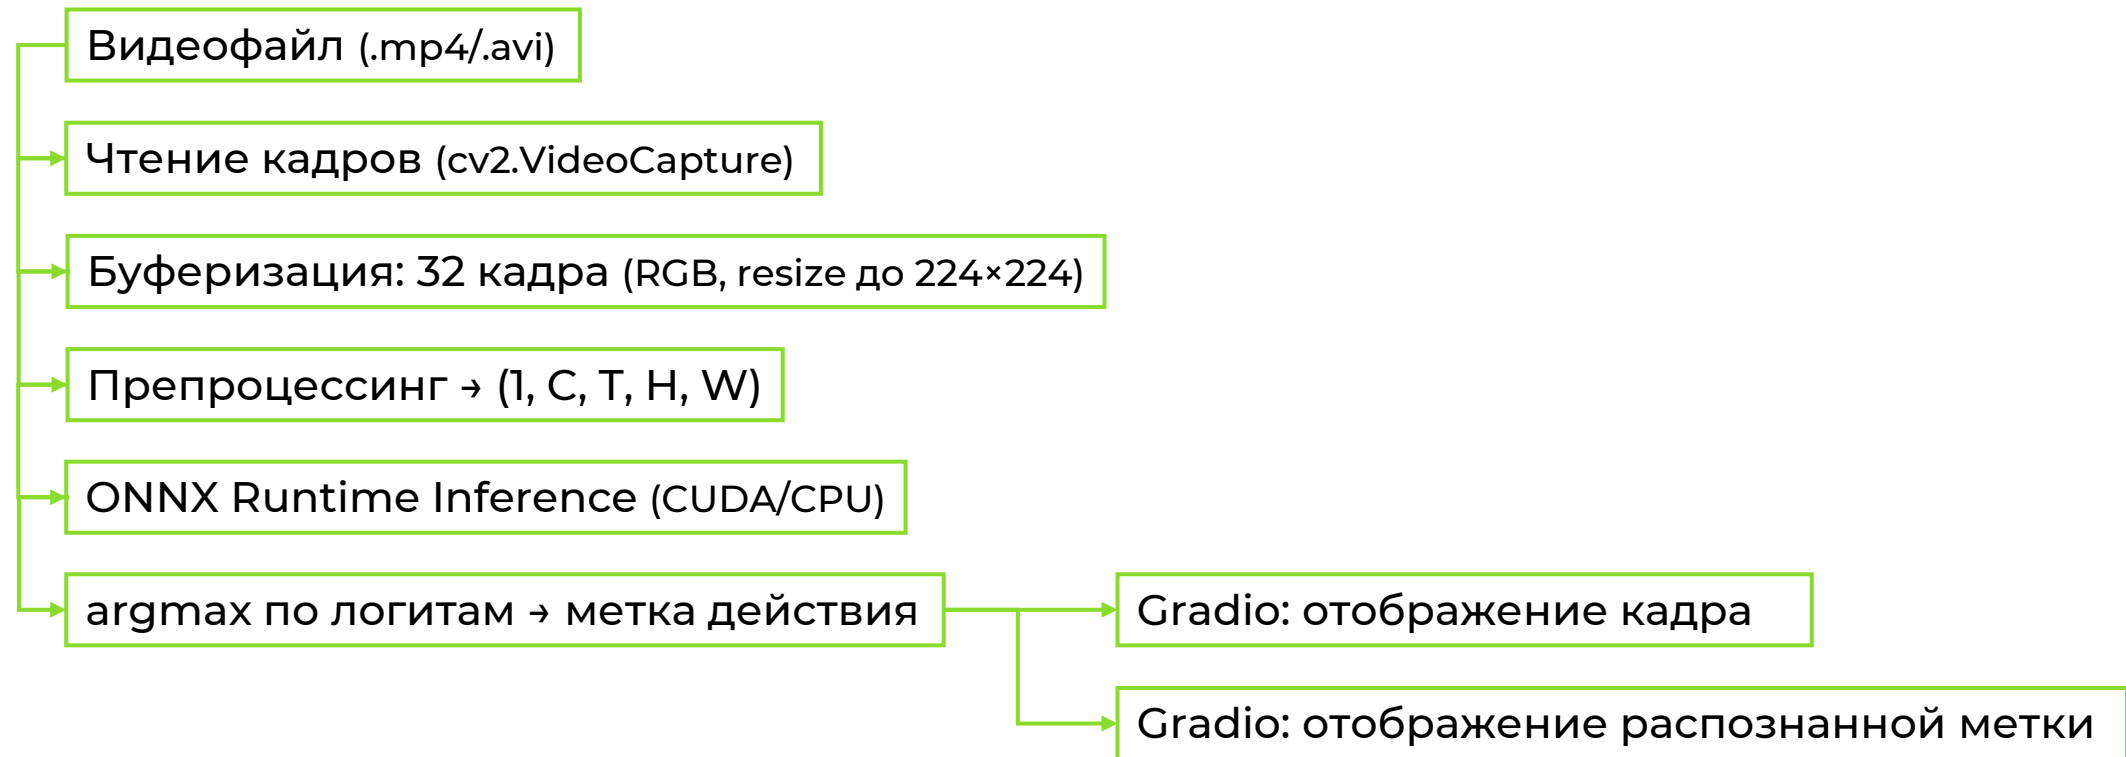 Видеофайл (.mp4/.avi)
Чтение кадров (cv2.VideoCapture)
Буферизация: 32 кадра (RGB, resize до 224×224)
Препроцессинг → (1, C, T, H, W)
ONNX Runtime Inference (CUDA/CPU)
argmax по логитам → метка действия
Gradio: отображение кадра
Gradio: отображение распознанной метки